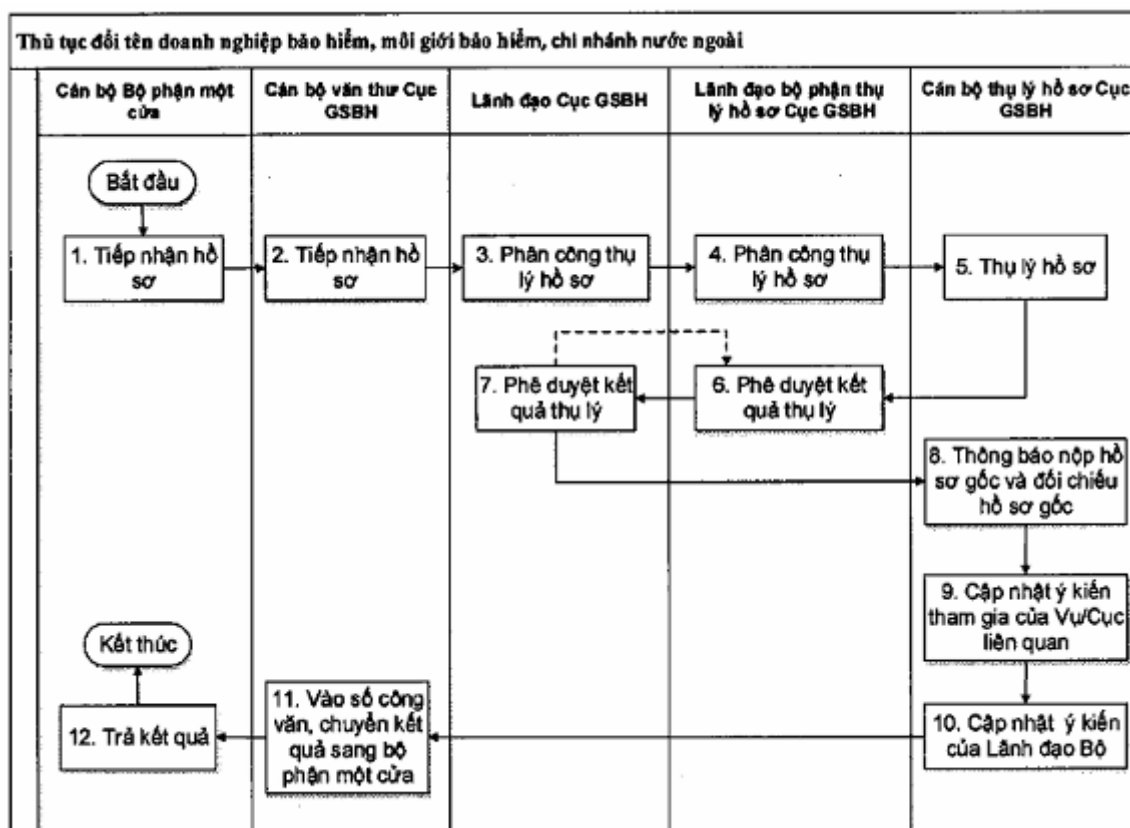 Thủ tục đổi tên doanh nghiệp bảo hiểm, môi giới bảo hiểm, chi nhánh nước ngoài
Cán bộ Bộ phận một
cửa
Cán bộ văn thư Cục
GSBH
Lãnh đạo Cục GSBH
Lãnh đạo bộ phận thụ
lý hồ sơ Cục GSBH
Cán bộ thụ lý hồ sơ Cục
GSBH
Bắt đầu
1. Tiếp nhận hồ
sơ
2. Tiếp nhận hồ
sơ
3. Phân công thụ
lý hồ sơ
4. Phân công thụ
lý hồ sơ
5. Thụ lý hồ sơ
7. Phê duyệt kết
quả thụ lý
6. Phê duyệt kết
quả thụ lý
8. Thông báo nộp hồ
sơ gốc và đối chiếu
hồ sơ gốc
9. Cập nhật ý kiến
tham gia của Vụ/Cục
liên quan
Kết thúc
12. Trả kết quả
11. Vào số công
văn, chuyển kết
quả sang bộ
phận một cửa
10. Cập nhật ý kiến
của Lãnh đạo Bộ